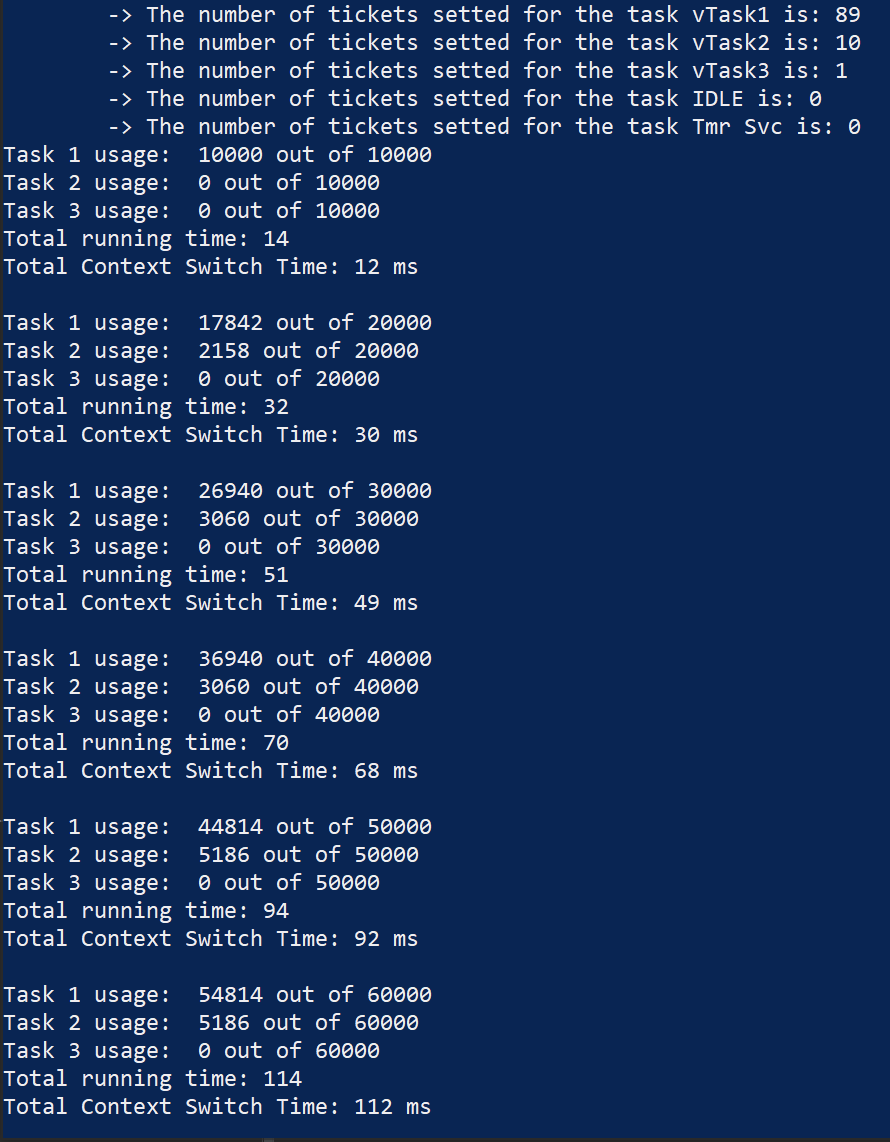 -> The number of tickets setted for the task vTask1 is: 89
-> The number of tickets setted for the task vTask2 is: 10
-> The number of tickets setted for the task vTask3 is: 1
-> The number of tickets setted for the task IDLE is: 0
-> The number of tickets setted for the task Tmr Svc is: 0
Task 1 usage:  10000 out of 10000
Task 2 usage:  0 out of 10000
Task 3 usage:  0 out of 10000
Total running time: 14
Total Context Switch Time: 12 ms
Task 1 usage:  17842 out of 20000
Task 2 usage:  2158 out of 20000
Task 3 usage:  0 out of 20000
Total running time: 32
Total Context Switch Time: 30 ms
Task 1 usage:  26940 out of 30000
Task 2 usage:  3060 out of 30000
Task 3 usage:  0 out of 30000
Total running time: 51
Total Context Switch Time: 49 ms
Task 1 usage:  36940 out of 40000
Task 2 usage:  3060 out of 40000
Task 3 usage:  0 out of 40000
Total running time: 70
Total Context Switch Time: 68 ms
Task 1 usage:  44814 out of 50000
Task 2 usage:  5186 out of 50000
Task 3 usage:  0 out of 50000
Total running time: 94
Total Context Switch Time: 92 ms
Task 1 usage:  54814 out of 60000
Task 2 usage:  5186 out of 60000
Task 3 usage:  0 out of 60000
Total running time: 114
Total Context Switch Time: 112 ms